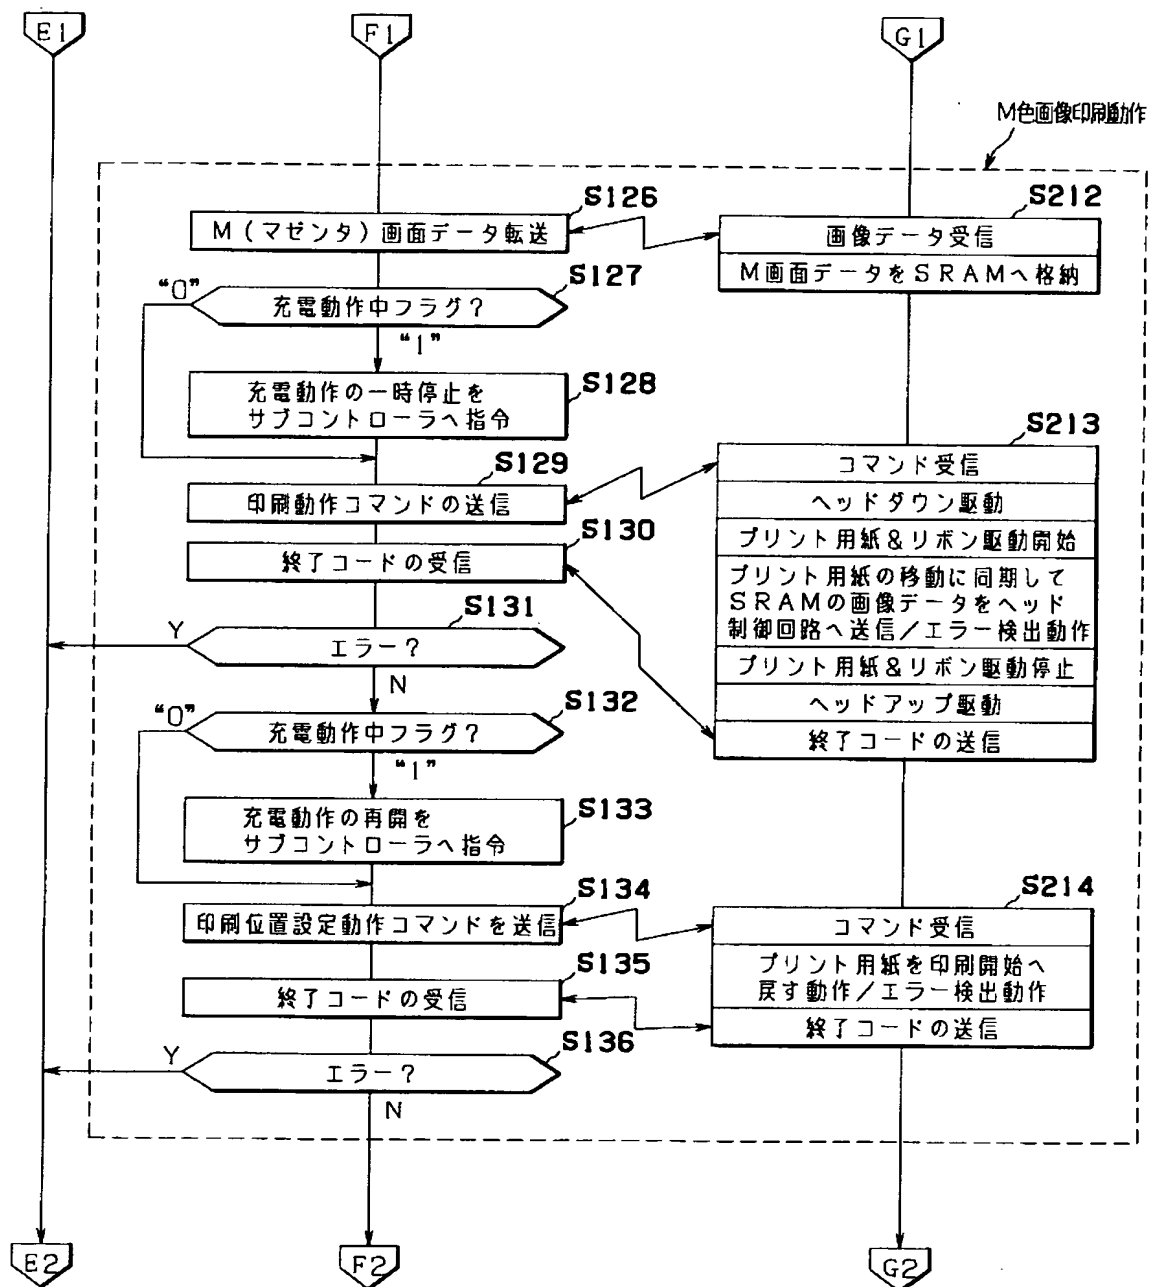 E1
F1
G1
M色画像印刷動作
S126
M(マゼンタ)画面データ転送
S212
画像データ受信
M画面データをSRAMへ格納
S127
“0”
充電動作中フラグ?
“1”
S128
充電動作の一時停止を
サブコントローラへ指令
S213
コマンド受信
ヘッドダウン駆動
プリント用紙&リボン駆動開始
プリント用紙の移動に同期して
SRAMの画像データをヘッド
制御回路へ送信/エラー検出動作
プリント用紙&リボン駆動停止
ヘッドアップ駆動
終了コードの送信
S129
印刷動作コマンドの送信
S130
終了コードの受信
S131
Y
エラー?
N
S132
“0”
充電動作中フラグ?
“1”
S133
充電動作の再開を
サブコントローラへ指令
S134
印刷位置設定動作コマンドを送信
S214
コマンド受信
プリント用紙を印刷開始へ
戻す動作/エラー検出動作
終了コードの送信
S135
終了コードの受信
S136
Y
エラー?
N
E2
F2
G2